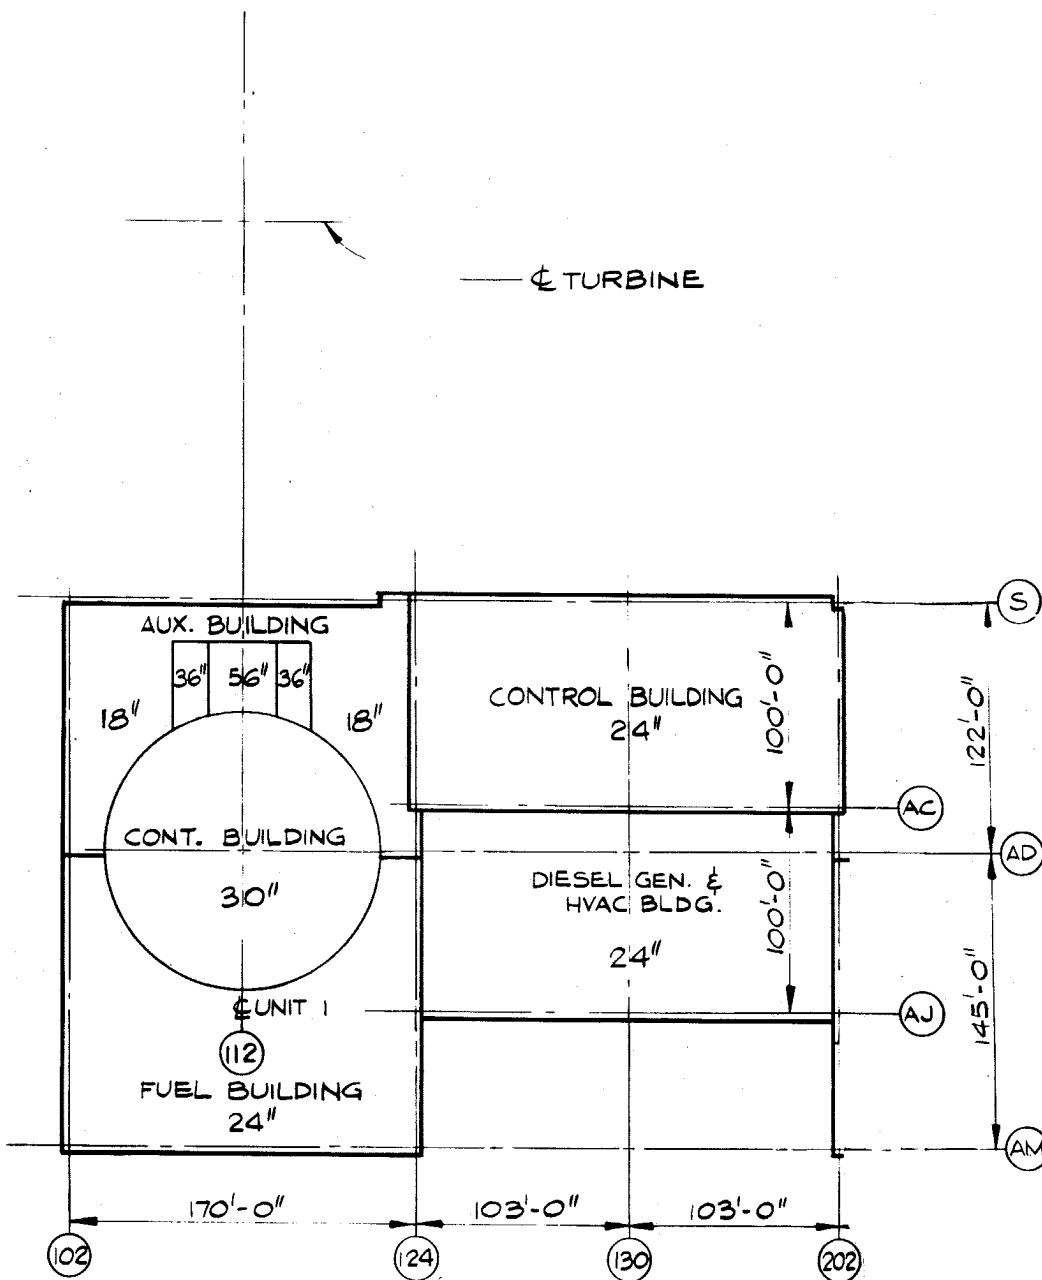 ℄ TURBINE
S
AUX. BUILDING
36" 56" 36"
18" 18"
CONTROL BUILDING
24"
100'-0"
122'-0"
AC
CONT. BUILDING
30"
AD
DIESEL GEN. &
HVAC BLDG.
24"
100'-0"
145'-0"
℄ UNIT 1
AJ
112
FUEL BUILDING
24"
AM
170'-0" 103'-0" 103'-0"
102 124 130 202